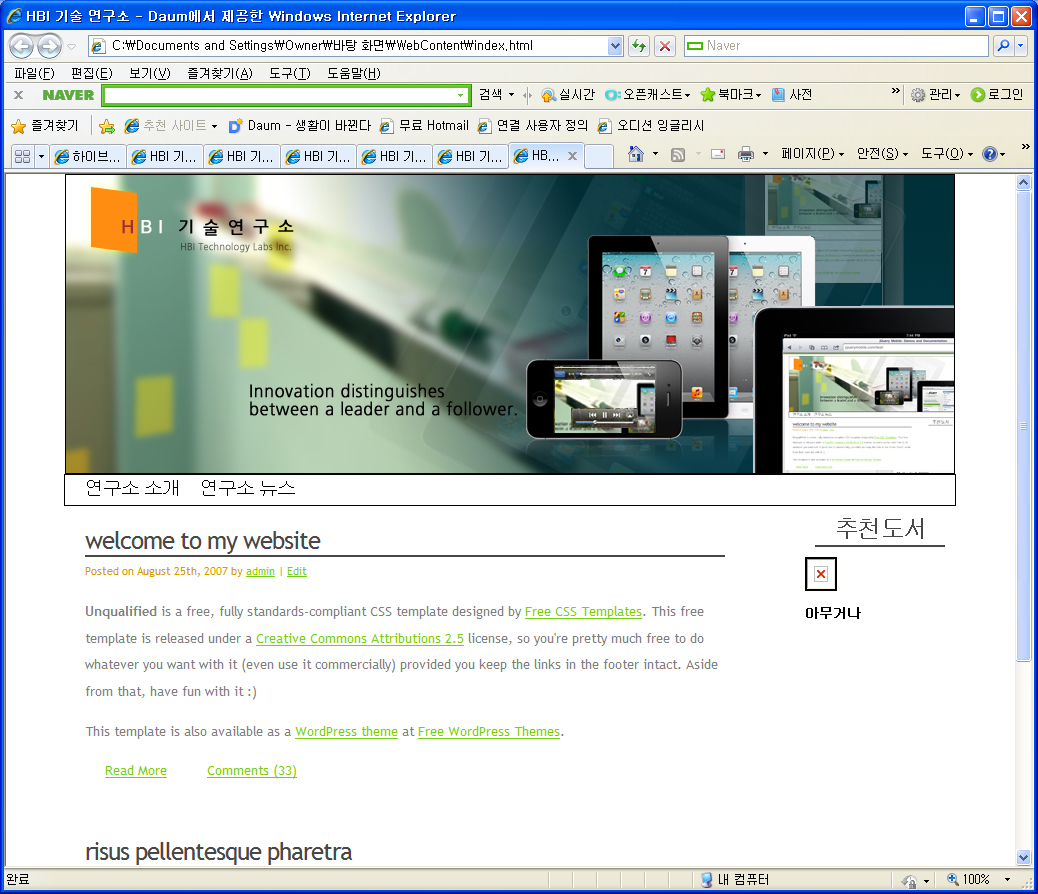 HBI 기술 연구소 - Daum에서 제공한 Windows Internet Explorer
C:₩Documents and Settings₩Owner₩바탕 화면₩WebContent₩index.html
Naver
파일(F) 편집(E) 보기(V) 즐겨찾기(A) 도구(T) 도움말(H)
x NAVER 검색 실시간 오픈캐스트 북마크 사전 » 관리 로그인
즐겨찾기 추천 사이트 Daum - 생활이 바뀐다 무료 Hotmail 연결 사용자 정의 오디션 잉글리시
하이브... HBI 기... HBI 기... HBI 기... HBI 기... HBI 기... HB... 페이지(P) 안전(S) 도구(O) »
HBI 기술연구소
HBI Technology Labs Inc.
Innovation distinguishes
between a leader and a follower.
연구소 소개 연구소 뉴스
welcome to my website
Posted on August 25th, 2007 by admin | Edit
Unqualified is a free, fully standards-compliant CSS template designed by Free CSS Templates. This free
template is released under a Creative Commons Attributions 2.5 license, so you're pretty much free to do
whatever you want with it (even use it commercially) provided you keep the links in the footer intact. Aside
from that, have fun with it :)
This template is also available as a WordPress theme at Free WordPress Themes.
Read More Comments (33)
risus pellentesque pharetra
추천도서
아무거나
완료 내 컴퓨터 100%